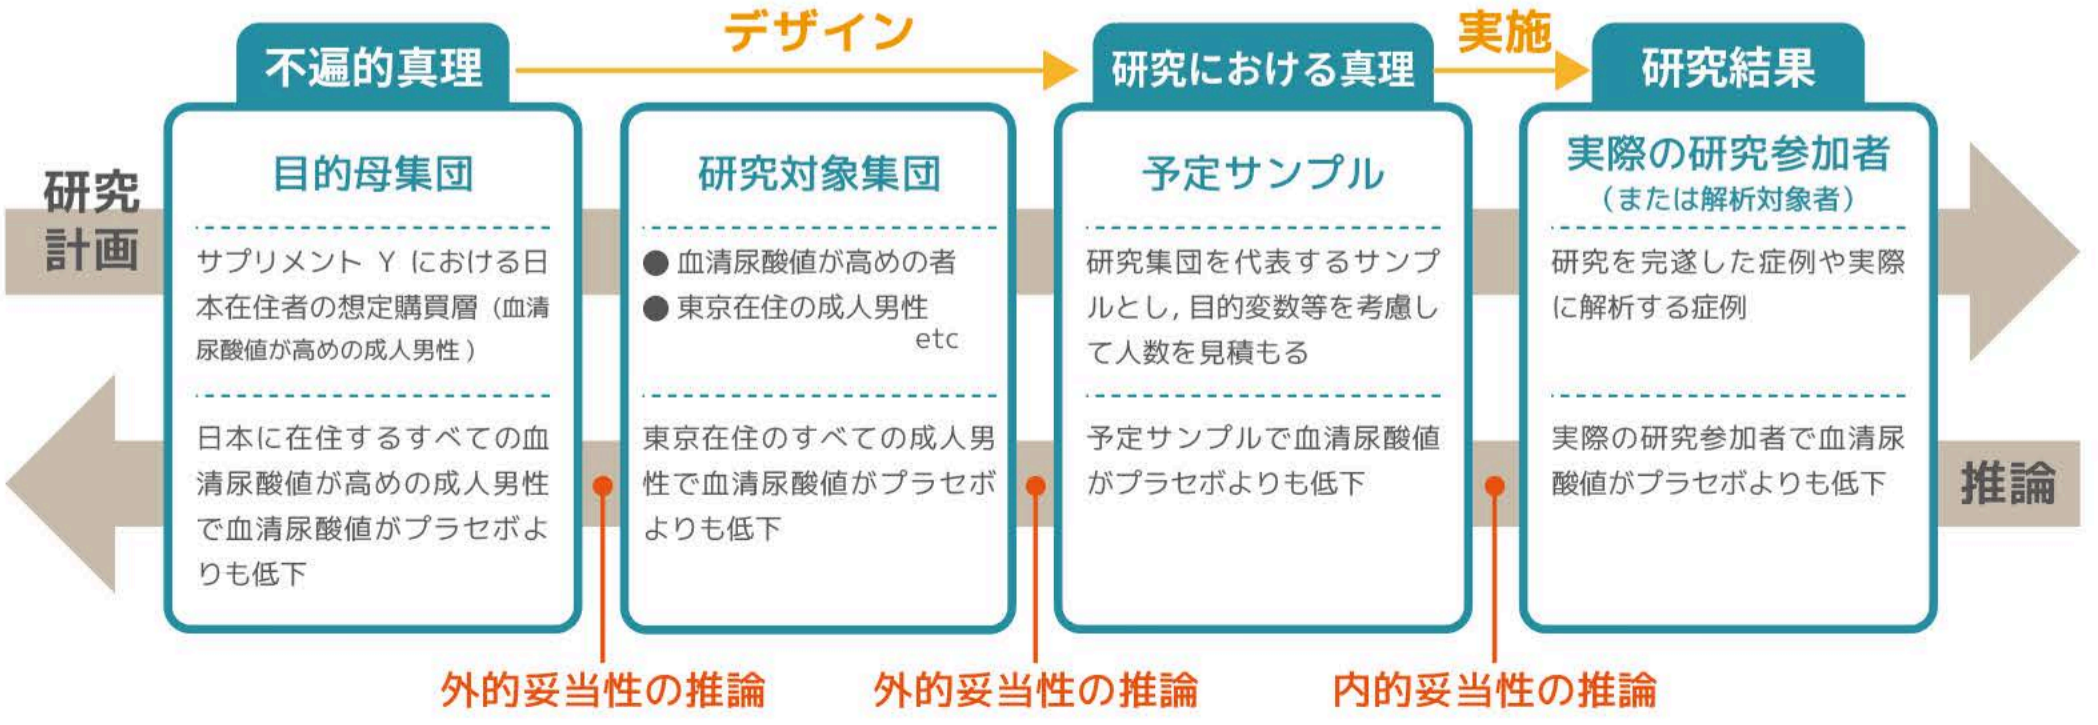 デザイン
実施
不遍的真理
研究における真理
研究結果
研究
計画
目的母集団
サプリメント Y における日
本在住者の想定購買層（血清
尿酸値が高めの成人男性）
日本に在住するすべての血
清尿酸値が高めの成人男性
で血清尿酸値がプラセボよ
りも低下
研究対象集団
● 血清尿酸値が高めの者
● 東京在住の成人男性
etc
東京在住のすべての成人男
性で血清尿酸値がプラセボ
よりも低下
予定サンプル
研究集団を代表するサンプ
ルとし,目的変数等を考慮し
て人数を見積もる
予定サンプルで血清尿酸値
がプラセボよりも低下
実際の研究参加者
（または解析対象者）
研究を完遂した症例や実際
に解析する症例
実際の研究参加者で血清尿
酸値がプラセボよりも低下
推論
外的妥当性の推論
外的妥当性の推論
内的妥当性の推論